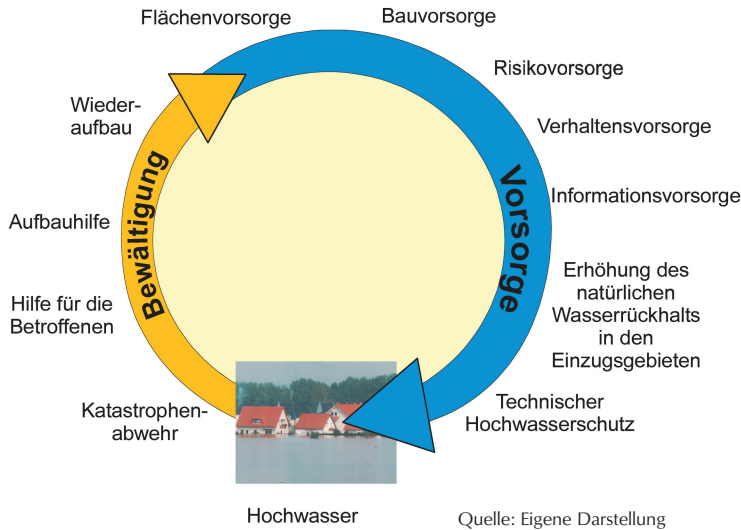 Flächenvorsorge
Bauvorsorge
Risikovorsorge
Verhaltensvorsorge
Informationsvorsorge
Erhöhung des
natürlichen
Wasserrückhalts
in den
Einzugsgebieten
Technischer
Hochwasserschutz
Vorsorge
Hochwasser
Katastrophen-
abwehr
Hilfe für die
Betroffenen
Aufbauhilfe
Wieder-
aufbau
Bewältigung
Quelle: Eigene Darstellung